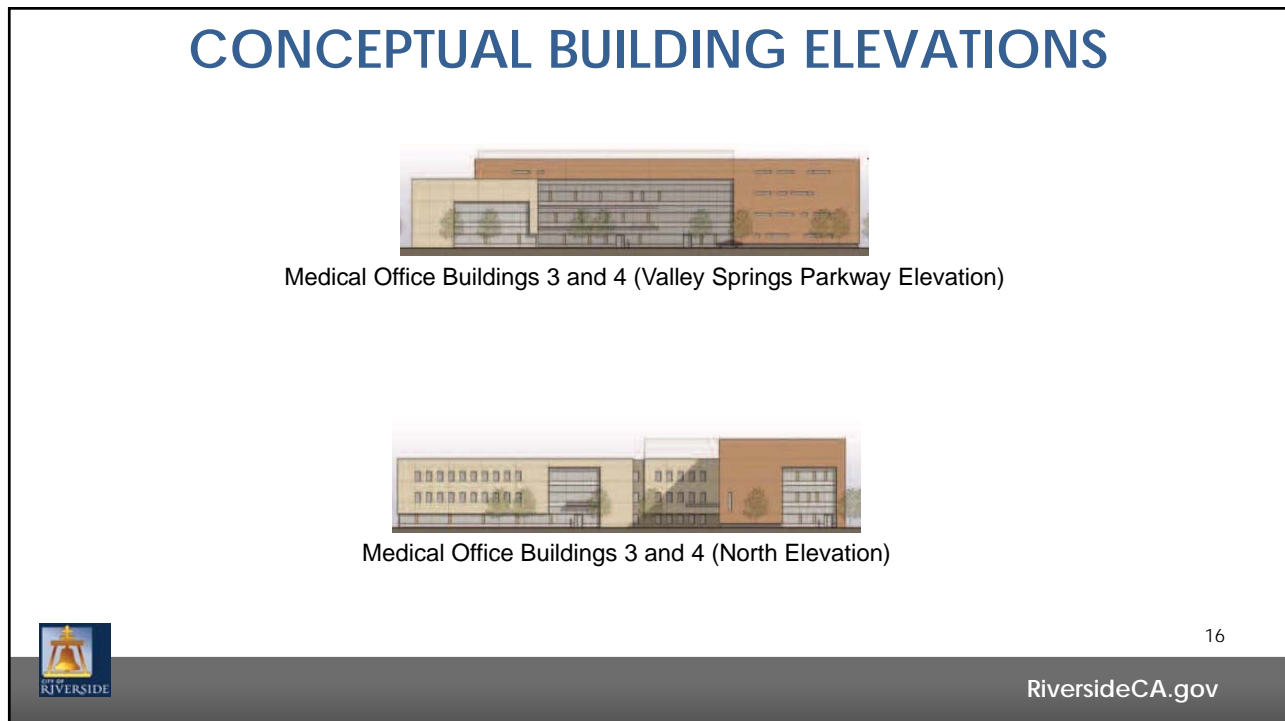 CONCEPTUAL BUILDING ELEVATIONS
Medical Office Buildings 3 and 4 (Valley Springs Parkway Elevation)
Medical Office Buildings 3 and 4 (North Elevation)
16
CITY OF
RIVERSIDE
RiversideCA.gov